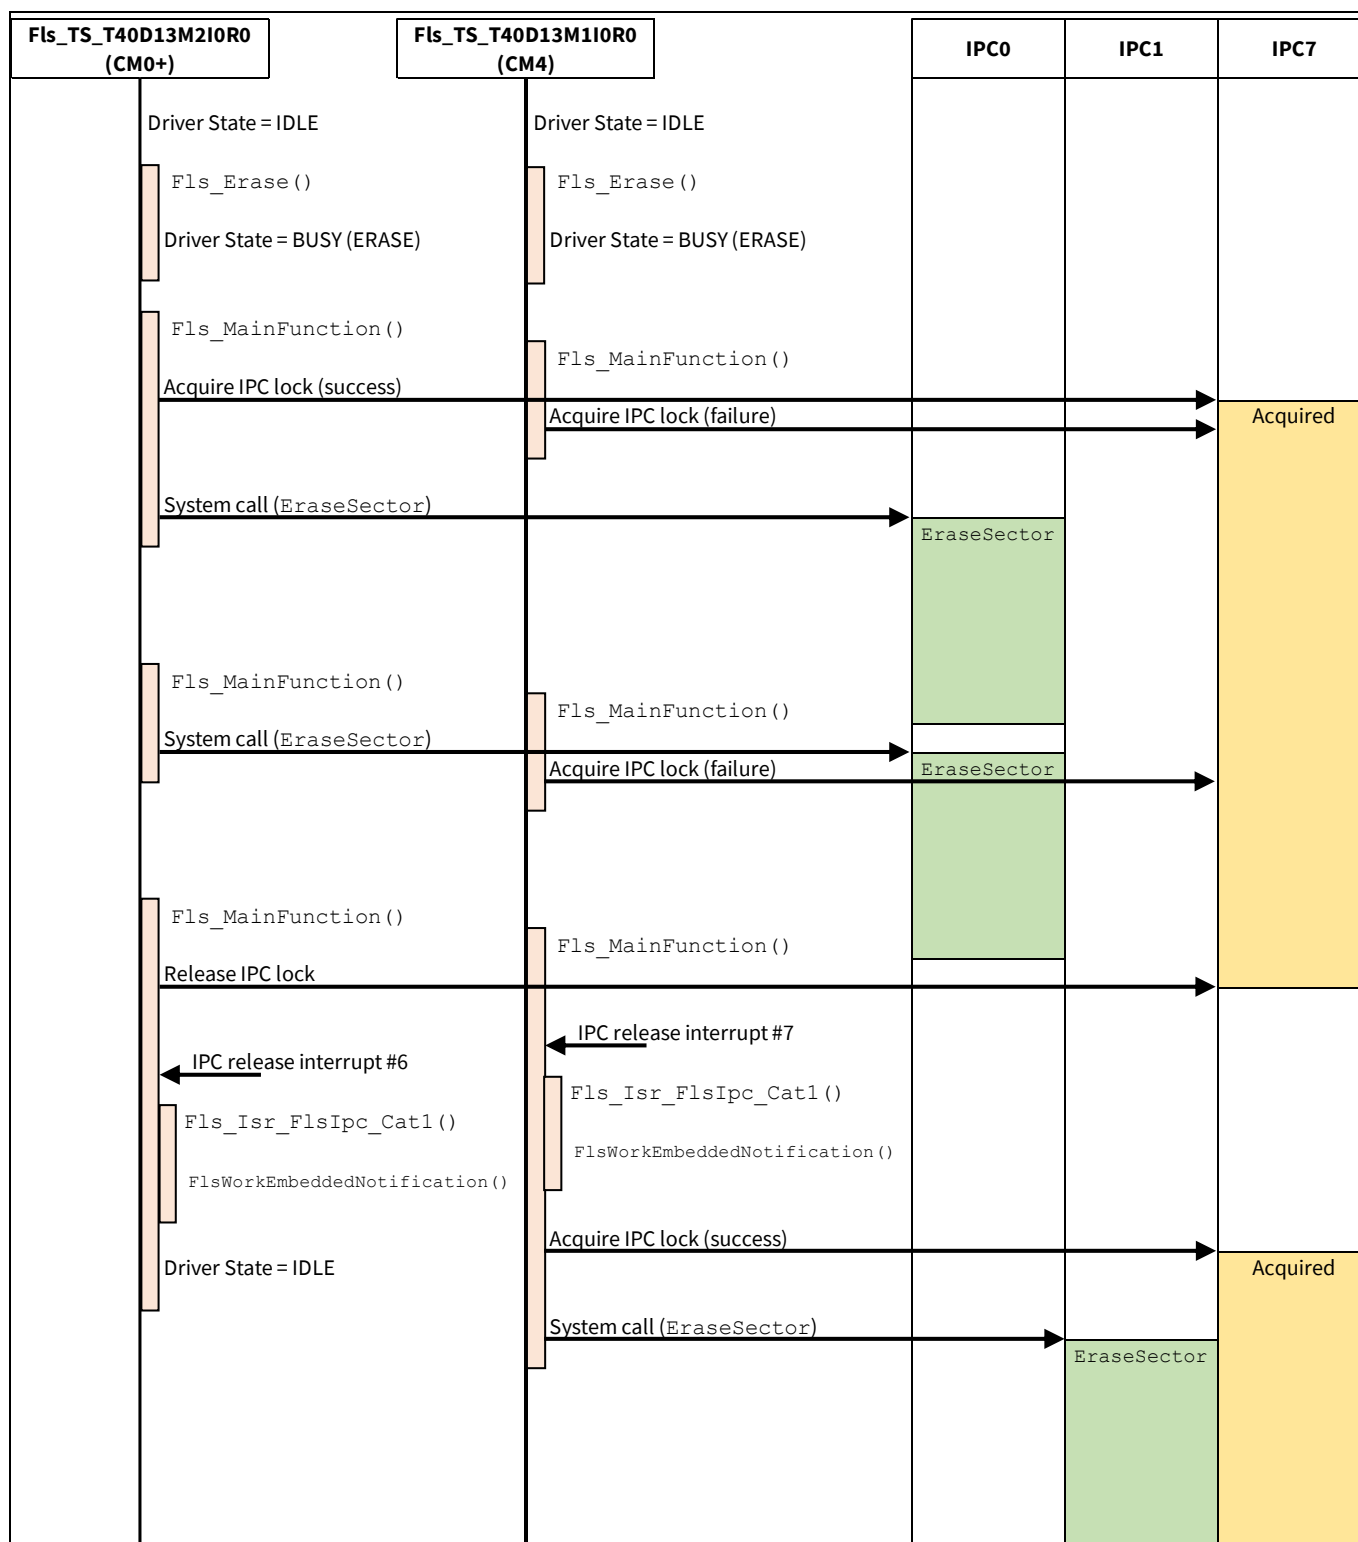 Fls_TS_T40D13M2I0R0
(CM0+)
Fls_TS_T40D13M1I0R0
(CM4)
IPC0
IPC1
IPC7
Driver State = IDLE
Driver State = IDLE
Fls_Erase()
Fls_Erase()
Driver State = BUSY (ERASE)
Driver State = BUSY (ERASE)
Fls_MainFunction()
Fls_MainFunction()
Acquire IPC lock (success)
Acquire IPC lock (failure)
Acquired
System call (EraseSector)
EraseSector
Fls_MainFunction()
Fls_MainFunction()
System call (EraseSector)
Acquire IPC lock (failure)
EraseSector
Fls_MainFunction()
Fls_MainFunction()
Release IPC lock
IPC release interrupt #7
IPC release interrupt #6
Fls_Isr_FlsIpc_Cat1()
Fls_Isr_FlsIpc_Cat1()
FlsWorkEmbeddedNotification()
FlsWorkEmbeddedNotification()
Acquire IPC lock (success)
Driver State = IDLE
Acquired
System call (EraseSector)
EraseSector